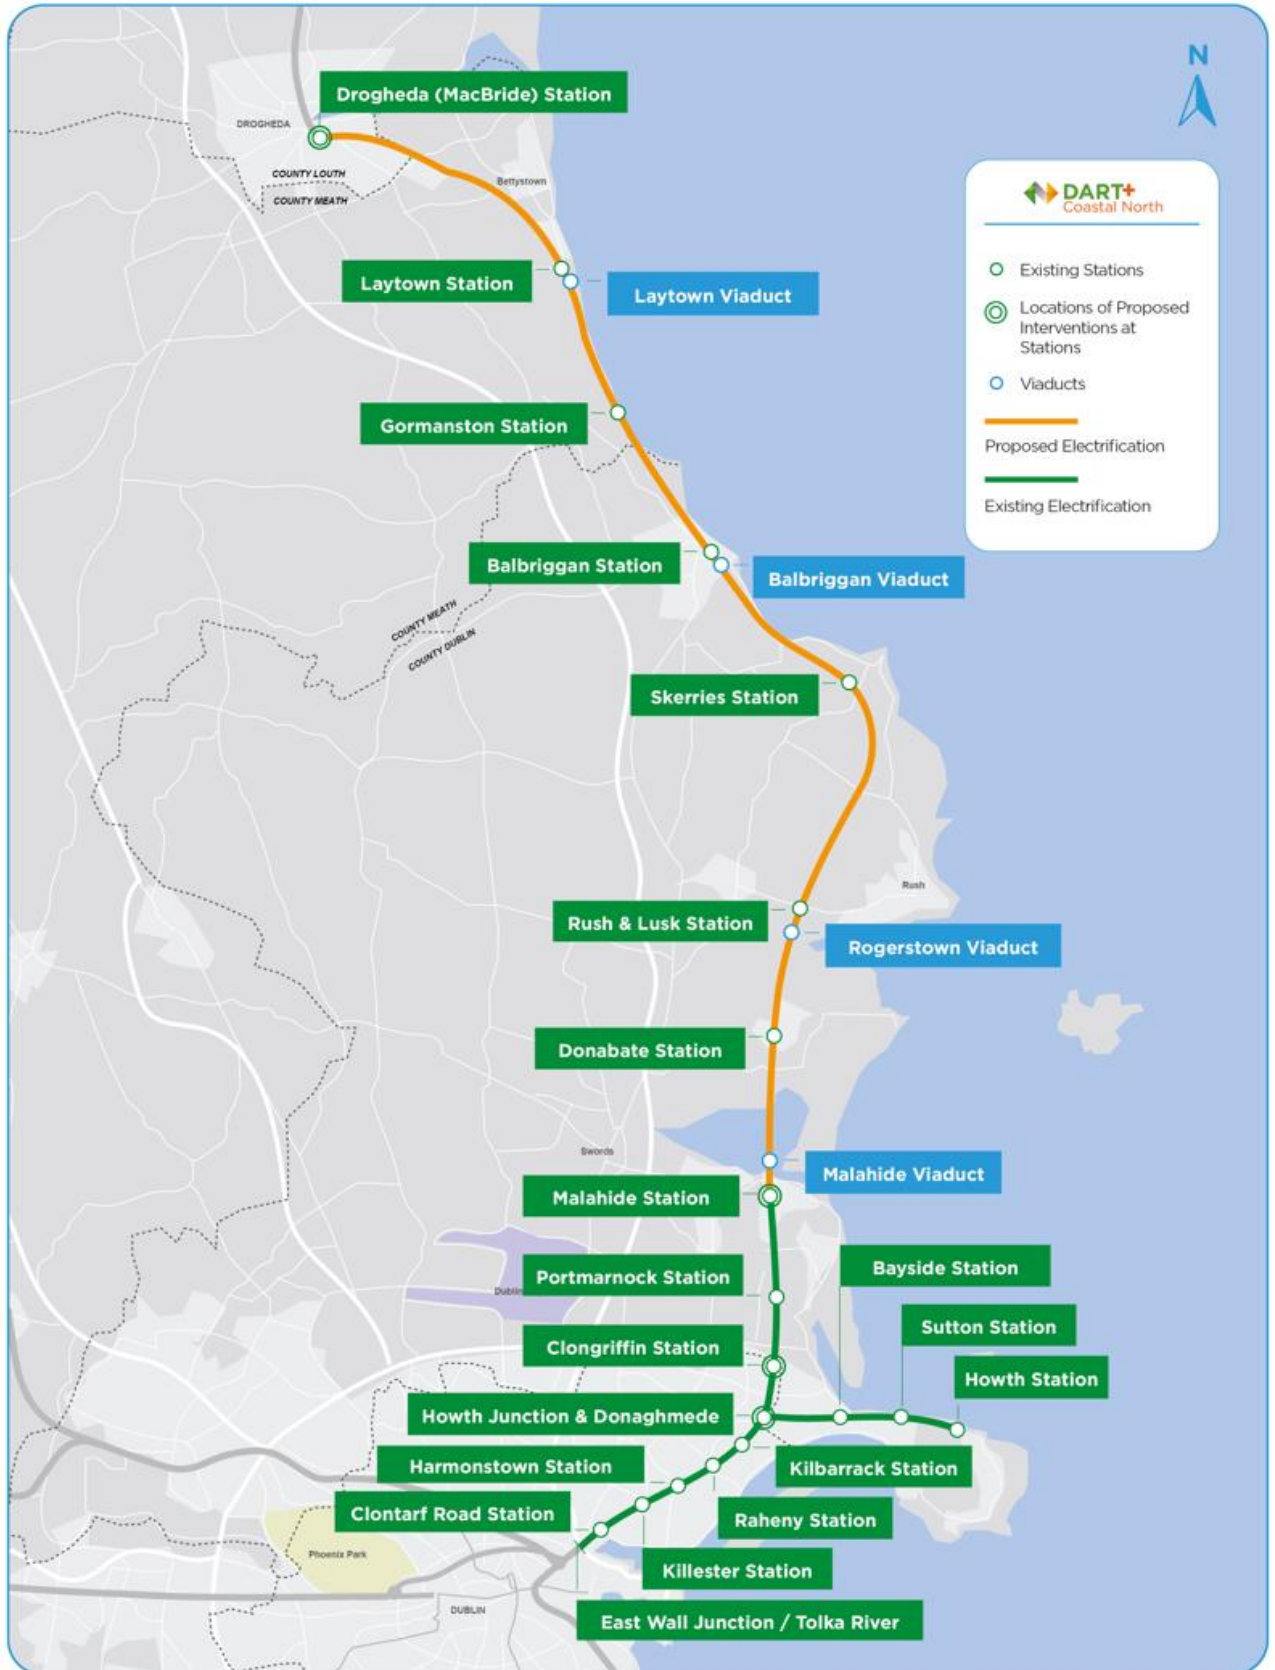 N
Drogheda (MacBride) Station
DROGHEDA
COUNTY LOUTH
COUNTY MEATH
Bettystown
DART+
Coastal North
Existing Stations
Locations of Proposed
Interventions at
Stations
Viaducts
Proposed Electrification
Existing Electrification
Laytown Station
Laytown Viaduct
Gormanston Station
Balbriggan Station
Balbriggan Viaduct
COUNTY MEATH
COUNTY DUBLIN
Skerries Station
Rush
Rush & Lusk Station
Rogerstown Viaduct
Donabate Station
Swords
Malahide Viaduct
Malahide Station
Bayside Station
Portmarnock Station
Dublin
Sutton Station
Clongriffin Station
Howth Station
Howth Junction & Donaghmede
Harmonstown Station
Kilbarrack Station
Clontarf Road Station
Raheny Station
Phoenix Park
Killester Station
DUBLIN
East Wall Junction / Tolka River